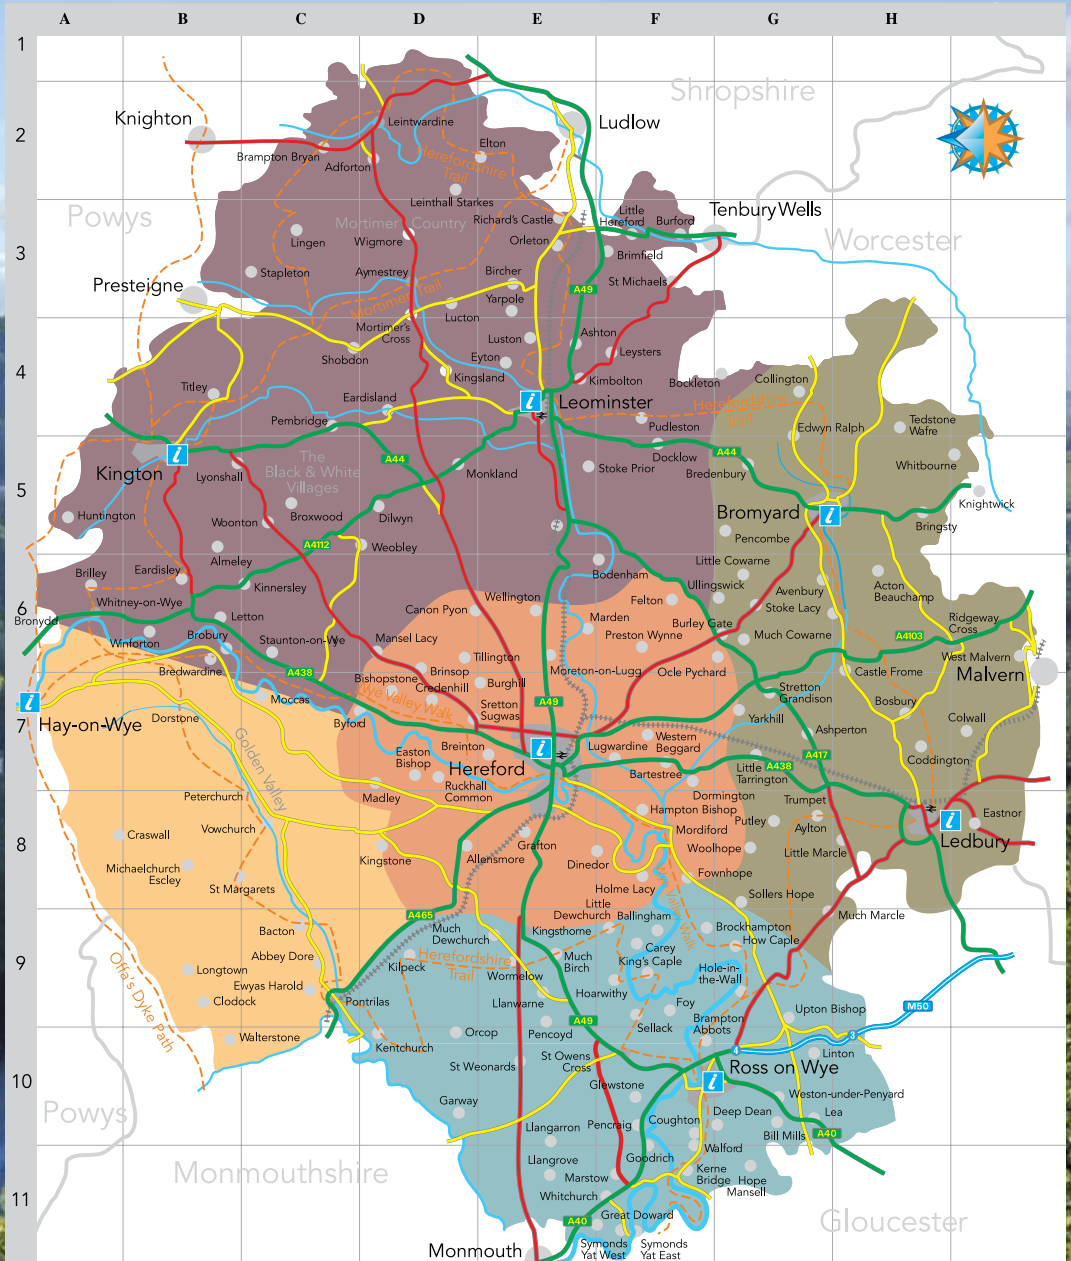 A B C D E F G H
1
Shropshire
Knighton
Leintwardine
Ludlow
2
Elton
Brampton Bryan
Herefordshire
Trail
Adforton
Leinthall Starkes
Powys
Mortimer Country
Richard's Castle
Little
Hereford
Burford
Tenbury Wells
Lingen
Wigmore
Orleton
Worcester
3
Brimfield
Stapleton
Aymestrey
Bircher
St Michaels
Presteigne
Mortimer Trail
Yarpole
A49
Lucton
Mortimer's
Cross
Luston
Ashton
Shobdon
Eyton
Leysters
4
Titley
Kingsland
Kimbolton
Bockleton
Collington
Eardisland
Leominster
Herefordshire
Trail
Pembridge
Pudleston
Edwyn Ralph
Tedstone
Wafre
The
Black & White
Villages
A44
Docklow
A44
Kington
Lyonshall
Monkland
Stoke Prior
Bredenbury
Whitbourne
5
Huntington
Woonton
Broxwood
Dilwyn
Bromyard
Knightwick
Bringsty
A4112
Weobley
Pencombe
Almeley
Little Cowarne
Brilley
Eardisley
Kinnersley
Bodenham
Ullingswick
Avenbury
Acton
Beauchamp
6
Whitney-on-Wye
Wellington
Felton
Stoke Lacy
Bronydd
Letton
Canon Pyon
Marden
Burley Gate
Ridgeway
Cross
Winforton
Brobury
Staunton-on-Wye
Mansel Lacy
Preston Wynne
Much Cowarne
A4103
Tillington
West Malvern
Bredwardine
A438
Bishopstone
Brinsop
Moreton-on-Lugg
Ocle Pychard
Castle Frome
Malvern
Credenhill
Burghill
Stretton
Grandison
Moccas
Wye Valley Walk
Sretton
Sugwas
A49
Bosbury
7
Hay-on-Wye
Dorstone
Byford
Yarkhill
Colwall
Breinton
Lugwardine
Western
Beggard
Ashperton
Golden Valley
Easton
Bishop
Hereford
A417
Coddington
Bartestree
Little
Tarrington
A438
Peterchurch
Madley
Ruckhall
Common
Dormington
Trumpet
Hampton Bishop
Eastnor
Craswall
Vowchurch
Mordiford
Putley
Aylton
8
Grafton
Ledbury
Michaelchurch
Escley
Kingstone
Allensmore
Dinedor
Woolhope
Little Marcle
St Margarets
Fownhope
Holme Lacy
Sollers Hope
A465
Little
Dewchurch
Ballingham
Valley Walk
Much Marcle
Bacton
Much
Dewchurch
Kingsthorne
Brockhampton
Abbey Dore
Herefordshire
Trail
Carey
How Caple
9
Longtown
Kilpeck
Much
Birch
King's Caple
Hole-in-
the-Wall
Offa's Dyke Path
Ewyas Harold
Wormelow
Clodock
Pontrilas
Llanwarne
Hoarwithy
Foy
Upton Bishop
M50
A49
Brampton
Abbots
Walterstone
Orcop
Pencoyd
Sellack
3
Kentchurch
4
Linton
St Weonards
St Owens
Cross
Ross on Wye
10
Glewstone
Weston-under-Penyard
Powys
Garway
Deep Dean
Lea
Llangarron
Pencraig
Coughton
Bill Mills
A40
Walford
Monmouthshire
Llangrove
Goodrich
Marstow
Kerne
Bridge
Hope
Mansell
11
Whitchurch
A40
Great Doward
Gloucester
Monmouth
Symonds
Yat West
Symonds
Yat East